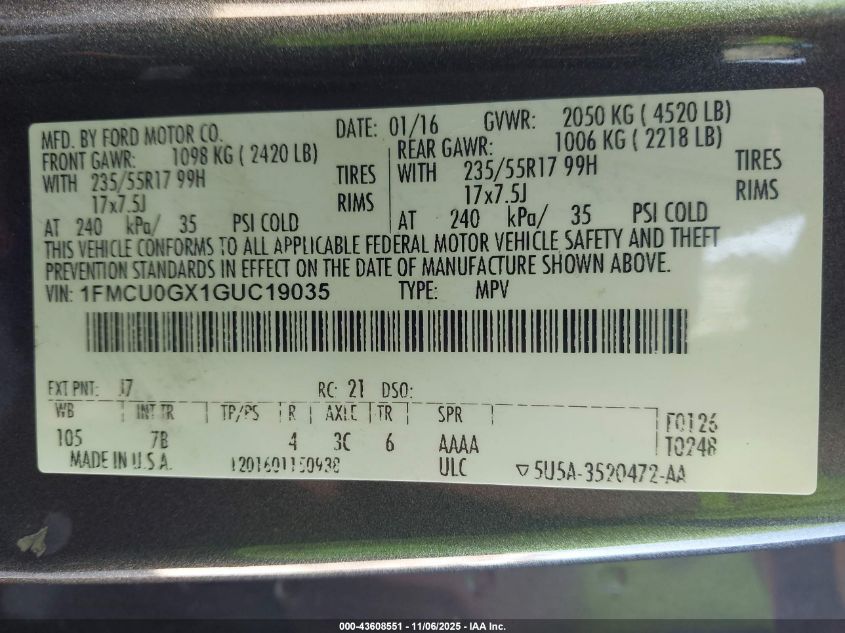 MFD. BY FORD MOTOR CO. DATE: 01/16 GVWR: 2050 KG ( 4520 LB)
FRONT GAWR: 1098 KG ( 2420 LB) REAR GAWR: 1006 KG ( 2218 LB)
WITH 235/55R17 99H TIRES WITH 235/55R17 99H TIRES
17x7.5J RIMS 17x7.5J RIMS
AT 240 kPa/ 35 PSI COLD AT 240 kPa/ 35 PSI COLD
THIS VEHICLE CONFORMS TO ALL APPLICABLE FEDERAL MOTOR VEHICLE SAFETY AND THEFT
PREVENTION STANDARDS IN EFFECT ON THE DATE OF MANUFACTURE SHOWN ABOVE.
VIN: 1FMCU0GX1GUC19035 TYPE: MPV
EXT PNT: J7 RC: 21 DSO:
WB INT TR TP/PS R AXLE TR SPR F0126
105 7B 4 3C 6 AAAA T0248
MADE IN U.S.A. 1201601150938 ULC ▽5U5A-3520472-AA
000-43608551 - 11/06/2025 - IAA Inc.